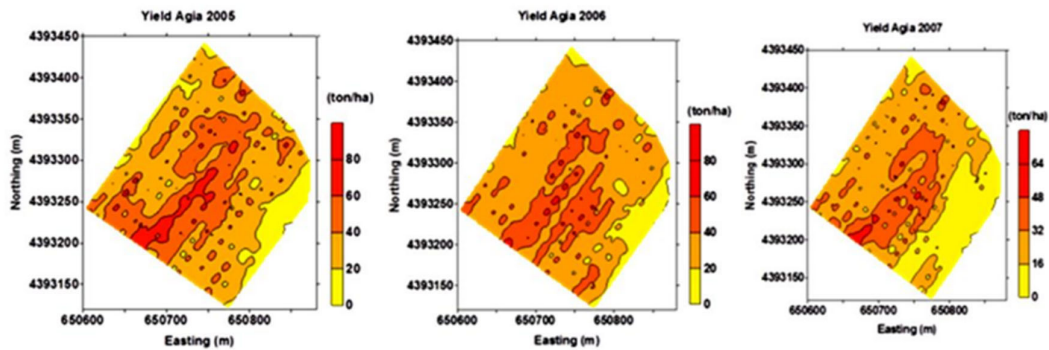 Yield Agia 2005
4393450
4393400
4393350
4393300
4393250
4393200
4393150
Northing (m)
650600 650700 650800
Easting (m)
(ton/ha)
80
60
40
20
0
Yield Agia 2006
4393450
4393400
4393350
4393300
4393250
4393200
4393150
Northing (m)
650600 650700 650800
Easting (m)
(ton/ha)
80
60
40
20
0
Yield Agia 2007
4393450
4393400
4393350
4393300
4393250
4393200
4393150
Northing (m)
650600 650700 650800
Easting (m)
(ton/ha)
64
48
32
16
0